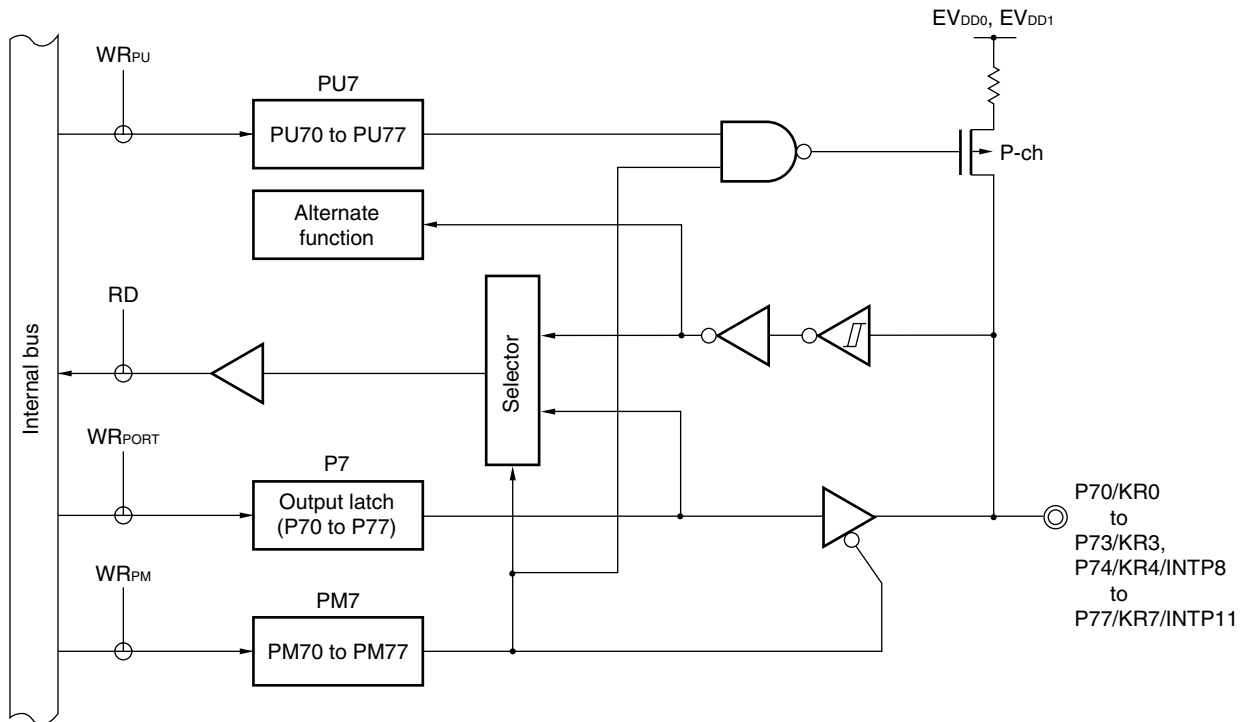 EVDD0, EVDD1
WRPU
PU7
PU70 to PU77
P-ch
Alternate
function
RD
Internal bus
Selector
WRPORT
P7
Output latch
(P70 to P77)
P70/KR0
to
P73/KR3,
P74/KR4/INTP8
to
P77/KR7/INTP11
WRPM
PM7
PM70 to PM77